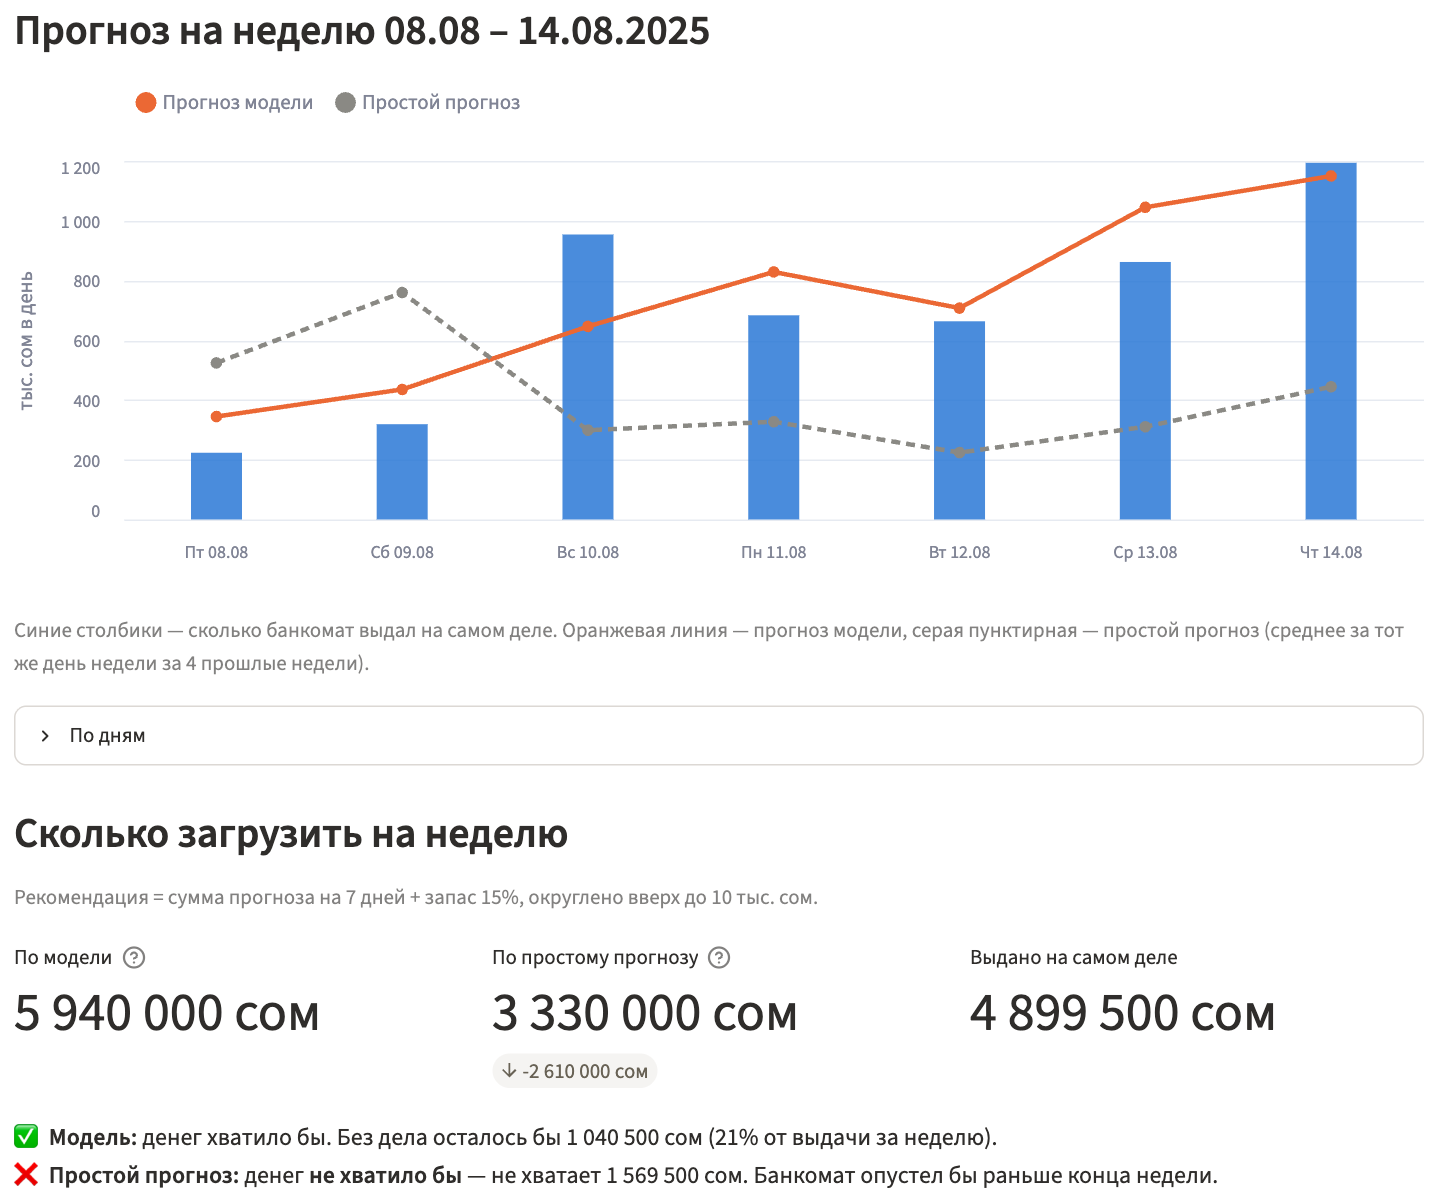 Прогноз на неделю 08.08 – 14.08.2025
Прогноз модели
Простой прогноз
тыс. сом в день
1 200
1 000
800
600
400
200
0
Пт 08.08
Сб 09.08
Вс 10.08
Пн 11.08
Вт 12.08
Ср 13.08
Чт 14.08
Синие столбики — сколько банкомат выдал на самом деле. Оранжевая линия — прогноз модели, серая пунктирная — простой прогноз (среднее за тот
же день недели за 4 прошлые недели).
По дням
Сколько загрузить на неделю
Рекомендация = сумма прогноза на 7 дней + запас 15%, округлено вверх до 10 тыс. сом.
По модели
5 940 000 сом
По простому прогнозу
3 330 000 сом
↓ -2 610 000 сом
Выдано на самом деле
4 899 500 сом
✅ Модель: денег хватило бы. Без дела осталось бы 1 040 500 сом (21% от выдачи за неделю).
❌ Простой прогноз: денег не хватило бы — не хватает 1 569 500 сом. Банкомат опустел бы раньше конца недели.